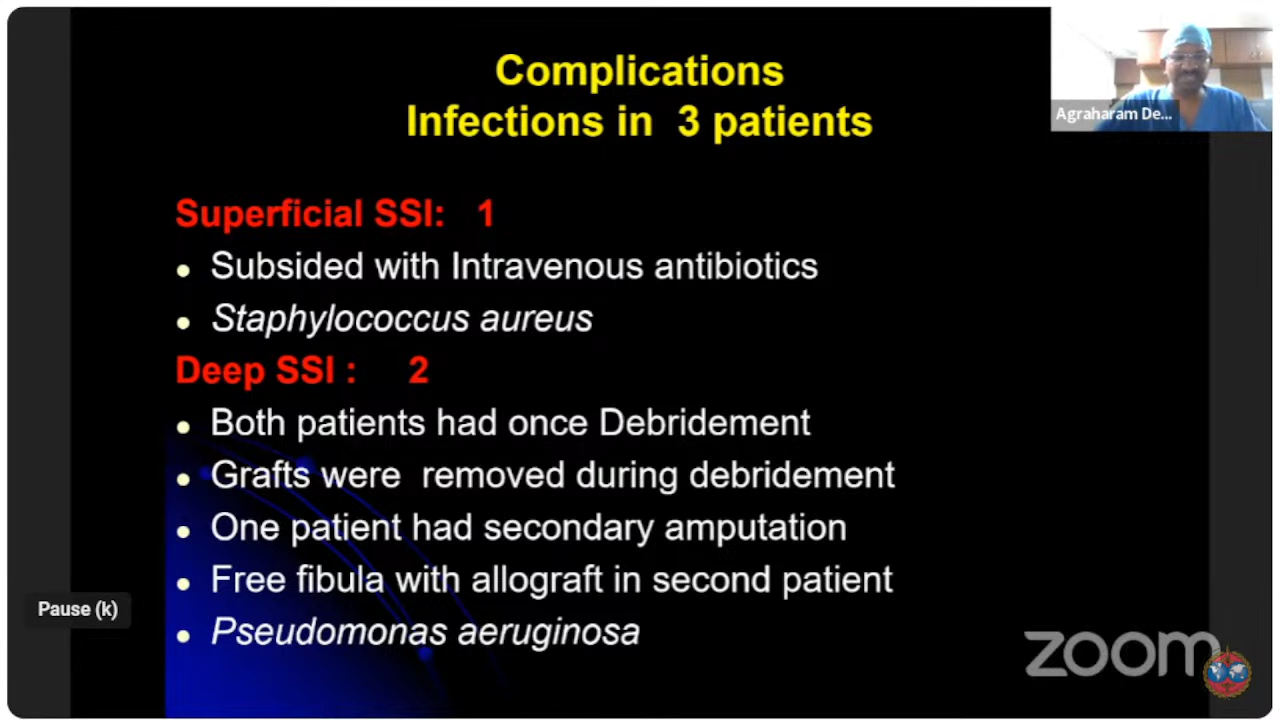 Complications
Infections in 3 patients
Agraharam De...
Superficial SSI: 1
Subsided with Intravenous antibiotics
Staphylococcus aureus
Deep SSI : 2
Both patients had once Debridement
Grafts were removed during debridement
One patient had secondary amputation
Free fibula with allograft in second patient
Pseudomonas aeruginosa
Pause (k)
zoom